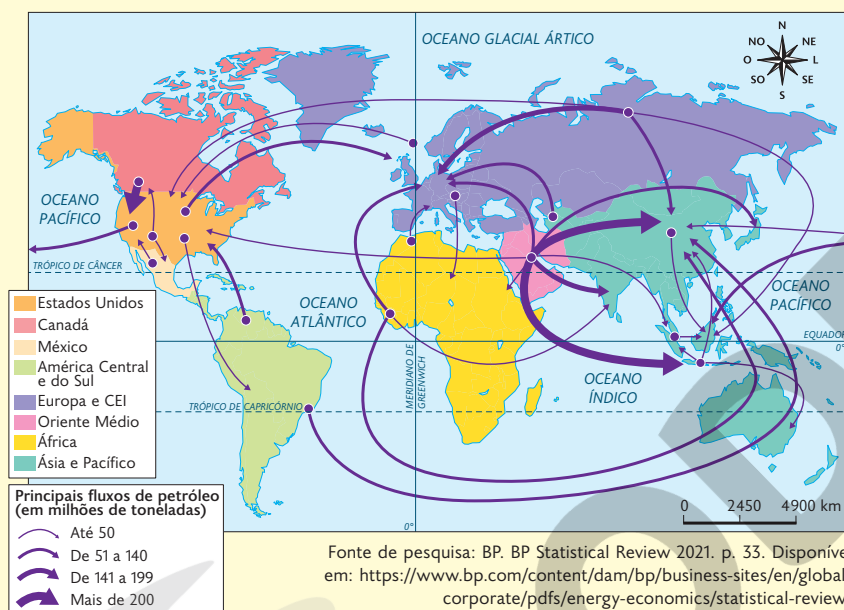 OCEANO GLACIAL ÁRTICO
N
NO NE
O L
SO SE
S
OCEANO
PACÍFICO
TRÓPICO DE CÂNCER
OCEANO
ATLÂNTICO
OCEANO
PACÍFICO
EQUADOR
0°
MERIDIANO DE
GREENWICH
OCEANO
ÍNDICO
TRÓPICO DE CAPRICÓRNIO
Estados Unidos
Canadá
México
América Central
e do Sul
Europa e CEI
Oriente Médio
África
Ásia e Pacífico
0°
0 2450 4900 km
Principais fluxos de petróleo
(em milhões de toneladas)
Até 50
De 51 a 140
De 141 a 199
Mais de 200
Fonte de pesquisa: BP. BP Statistical Review 2021. p. 33. Disponíve
em: https://www.bp.com/content/dam/bp/business-sites/en/global
corporate/pdfs/energy-economics/statistical-review